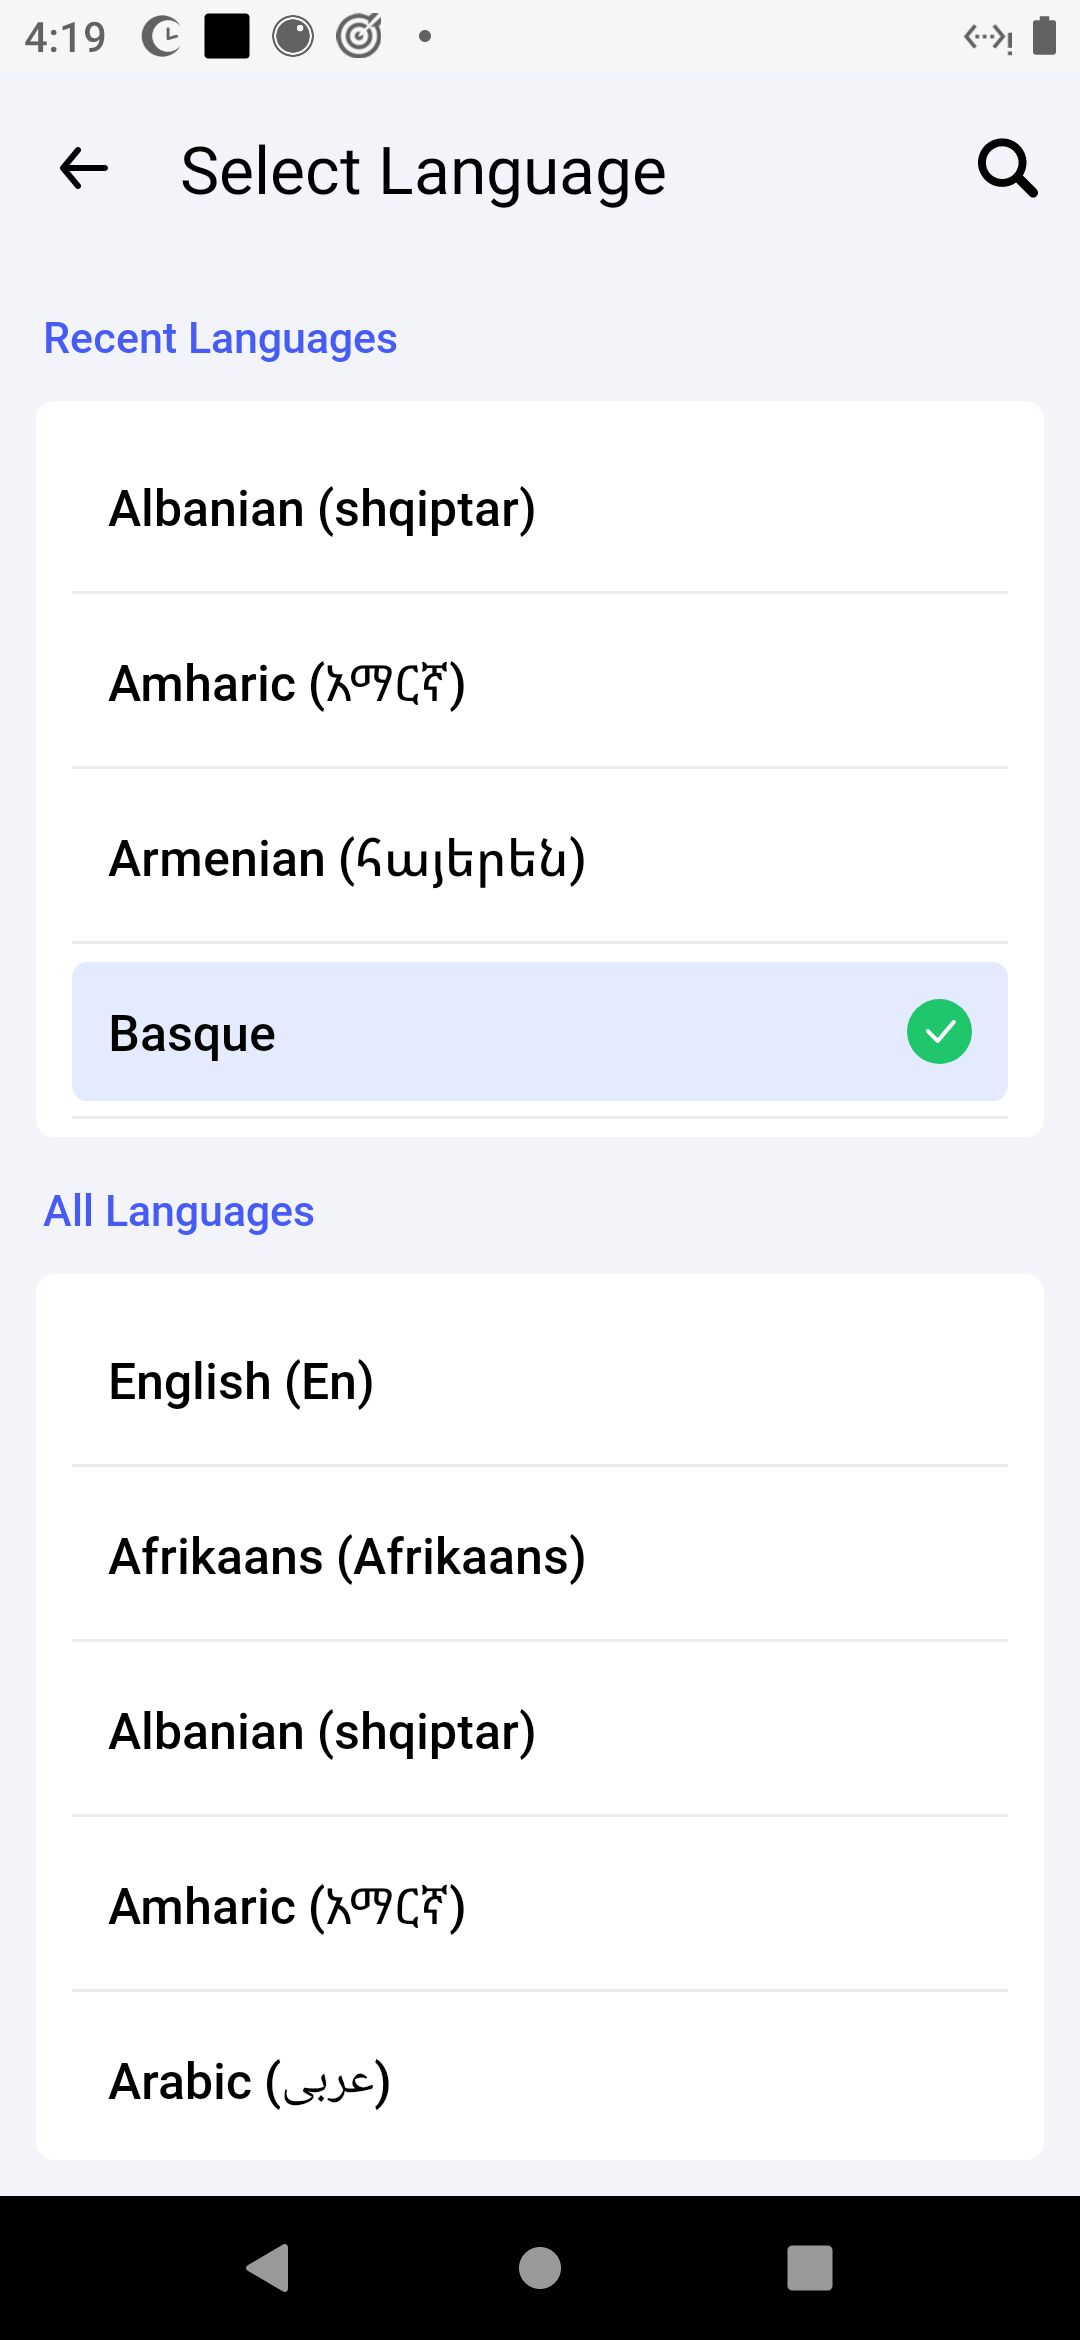 4:19
Select Language
Recent Languages
Albanian (shqiptar)
Amharic (አማርኛ)
Armenian (հայերեն)
Basque
All Languages
English (En)
Afrikaans (Afrikaans)
Albanian (shqiptar)
Amharic (አማርኛ)
Arabic (عربى)